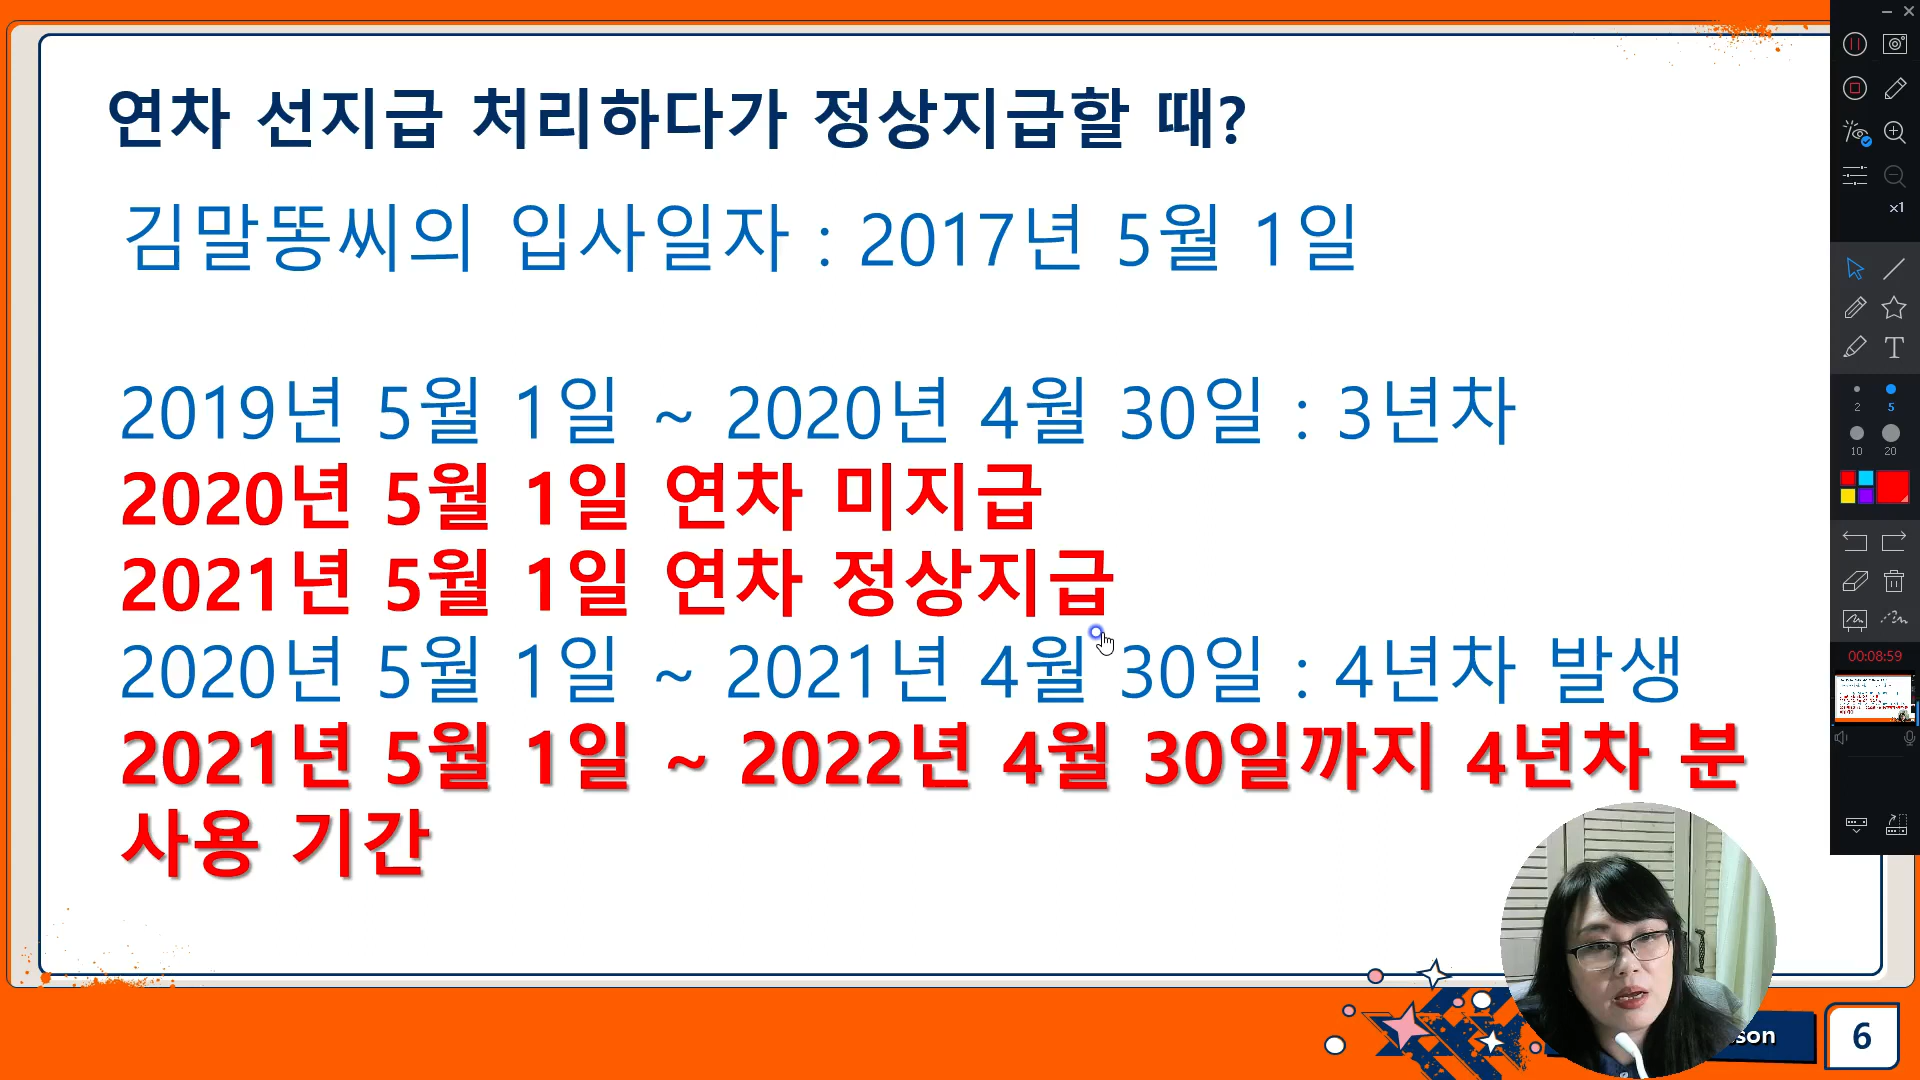 연차 선지급 처리하다가 정상지급할 때?
김말똥씨의 입사일자 : 2017년 5월 1일
2019년 5월 1일 ~ 2020년 4월 30일 : 3년차
2020년 5월 1일 연차 미지급
2021년 5월 1일 연차 정상지급
2020년 5월 1일 ~ 2021년 4월 30일 : 4년차 발생
2021년 5월 1일 ~ 2022년 4월 30일까지 4년차 분
사용 기간
son
6
x1
T
2 5
10 20
00:08:59